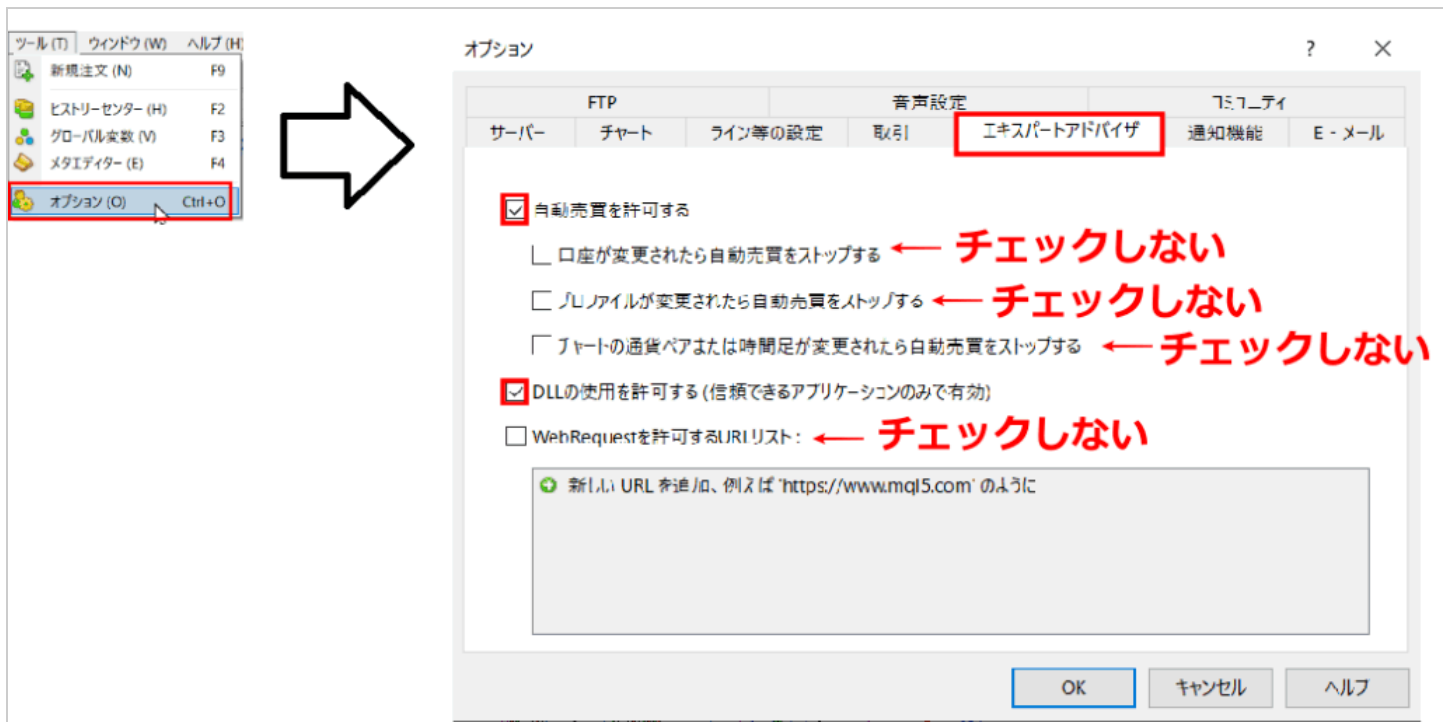 ツール (T) ウィンドウ (W) ヘルプ (H
新規注文 (N) F9
ヒストリーセンター (H) F2
グローバル変数 (V) F3
メタエディター (E) F4
オプション (O) Ctrl+O
オプション ? ×
FTP 音声設定 コミュニティ
サーバー チャート ライン等の設定 取引 エキスパートアドバイザ 通知機能 E - メール
自動売買を許可する
口座が変更されたら自動売買をストップする ← チェックしない
プロファイルが変更されたら自動売買をストップする ← チェックしない
チャートの通貨ペアまたは時間足が変更されたら自動売買をストップする ← チェックしない
DLLの使用を許可する (信頼できるアプリケーションのみで有効)
WebRequestを許可するURLリスト: ← チェックしない
新しい URL を追加、例えば 'https://www.mql5.com' のように
OK キャンセル ヘルプ